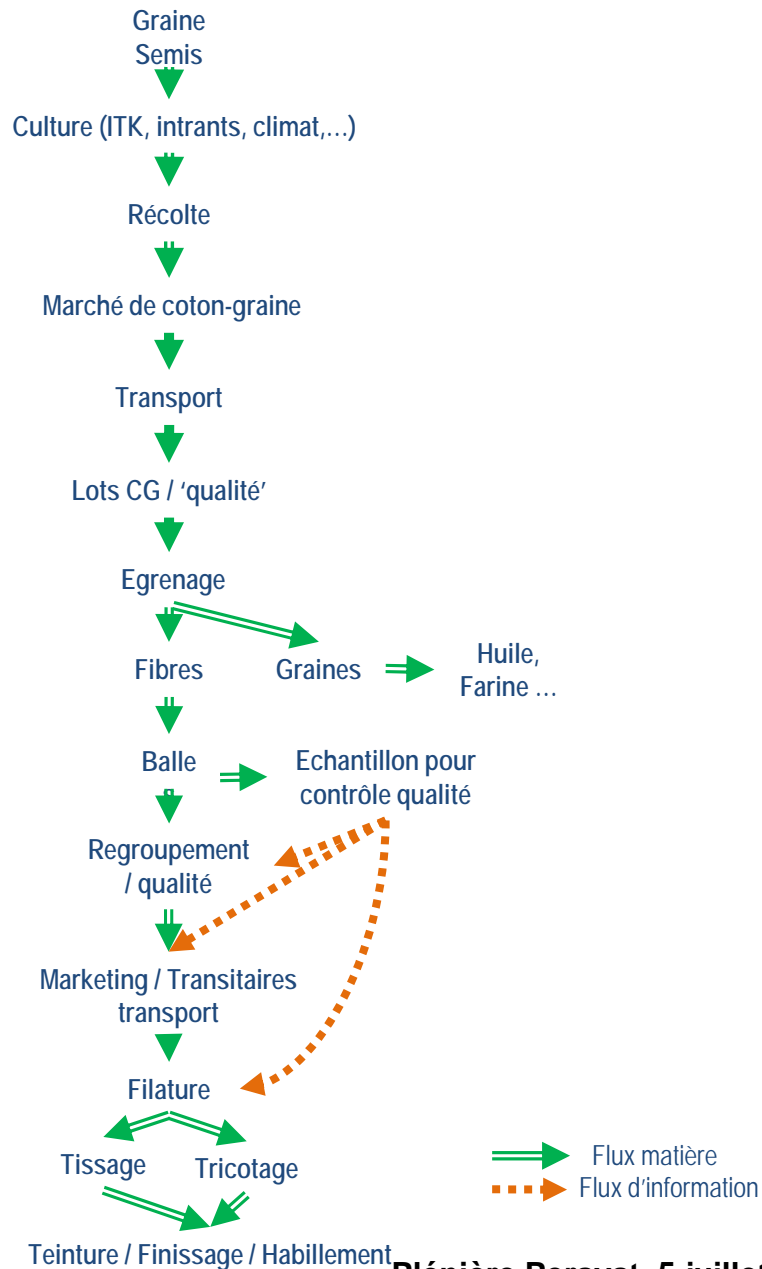 Graine
Semis
Culture (ITK, intrants, climat,…)
Récolte
Marché de coton-graine
Transport
Lots CG / ‘qualité’
Egrenage
Fibres
Graines
Huile,
Farine …
Balle
Echantillon pour
contrôle qualité
Regroupement
/ qualité
Marketing / Transitaires
transport
Filature
Tissage
Tricotage
Flux matière
Flux d’information
Teinture / Finissage / Habillement